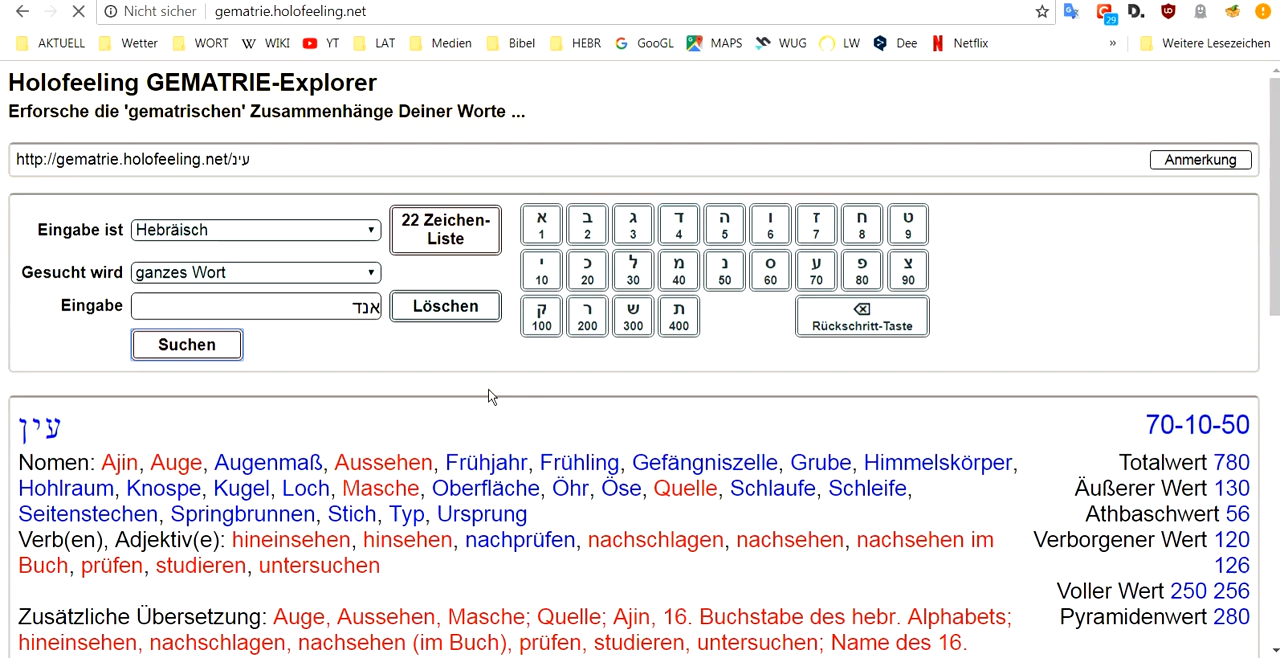 Nicht sicher gematrie.holofeeling.net
AKTUELL Wetter WORT WIKI YT LAT Medien Bibel HEBR GooGL MAPS WUG LW Dee Netflix » Weitere Lesezeichen
Holofeeling GEMATRIE-Explorer
Erforsche die 'gematrischen' Zusammenhänge Deiner Worte ...
http://gematrie.holofeeling.net/עינ Anmerkung
Eingabe ist Hebräisch 22 Zeichen-Liste
Gesucht wird ganzes Wort
Eingabe אנד Löschen
Suchen
א ב ג ד ה ו ז ח ט
1 2 3 4 5 6 7 8 9
י כ ל מ נ ס ע פ צ
10 20 30 40 50 60 70 80 90
ק ר ש ת
100 200 300 400 Rückschritt-Taste
עין 70-10-50
Nomen: Ajin, Auge, Augenmaß, Aussehen, Frühjahr, Frühling, Gefängniszelle, Grube, Himmelskörper,
Hohlraum, Knospe, Kugel, Loch, Masche, Oberfläche, Öhr, Öse, Quelle, Schlaufe, Schleife,
Seitenstechen, Springbrunnen, Stich, Typ, Ursprung
Verb(en), Adjektiv(e): hineinsehen, hinsehen, nachprüfen, nachschlagen, nachsehen, nachsehen im
Buch, prüfen, studieren, untersuchen
Zusätzliche Übersetzung: Auge, Aussehen, Masche; Quelle; Ajin, 16. Buchstabe des hebr. Alphabets;
hineinsehen, nachschlagen, nachsehen (im Buch), prüfen, studieren, untersuchen; Name des 16.
Totalwert 780
Äußerer Wert 130
Athbaschwert 56
Verborgener Wert 120
126
Voller Wert 250 256
Pyramidenwert 280